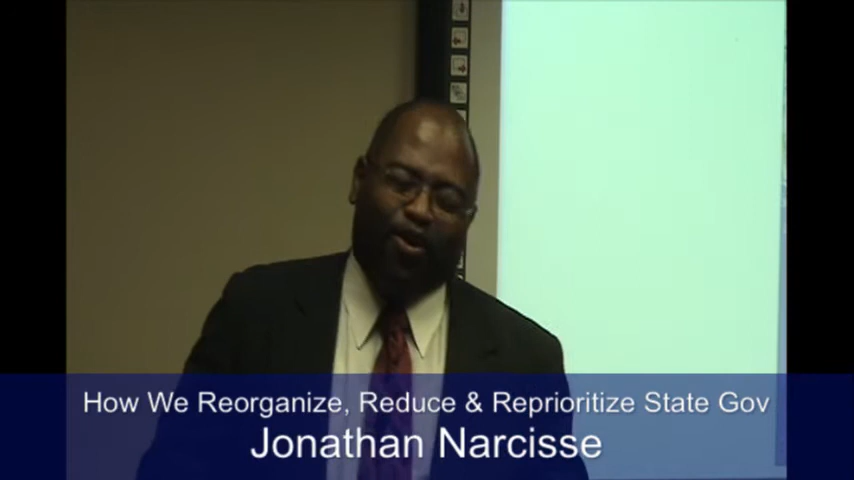 How We Reorganize, Reduce & Reprioritize State Gov
Jonathan Narcisse